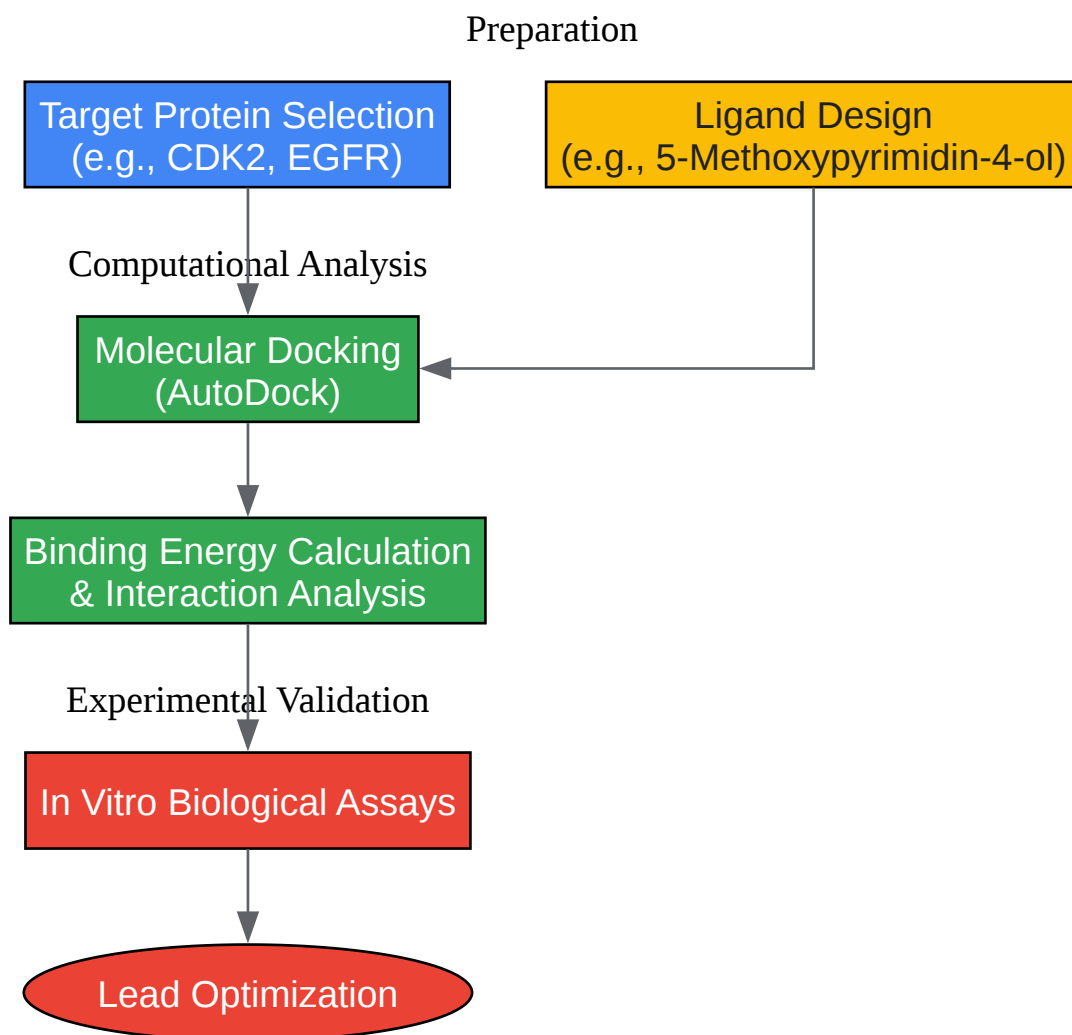 Preparation
Target Protein Selection
(e.g., CDK2, EGFR)
Ligand Design
(e.g., 5-Methoxypyrimidin-4-ol)
Computational Analysis
Molecular Docking
(AutoDock)
Binding Energy Calculation
& Interaction Analysis
Experimental Validation
In Vitro Biological Assays
Lead Optimization